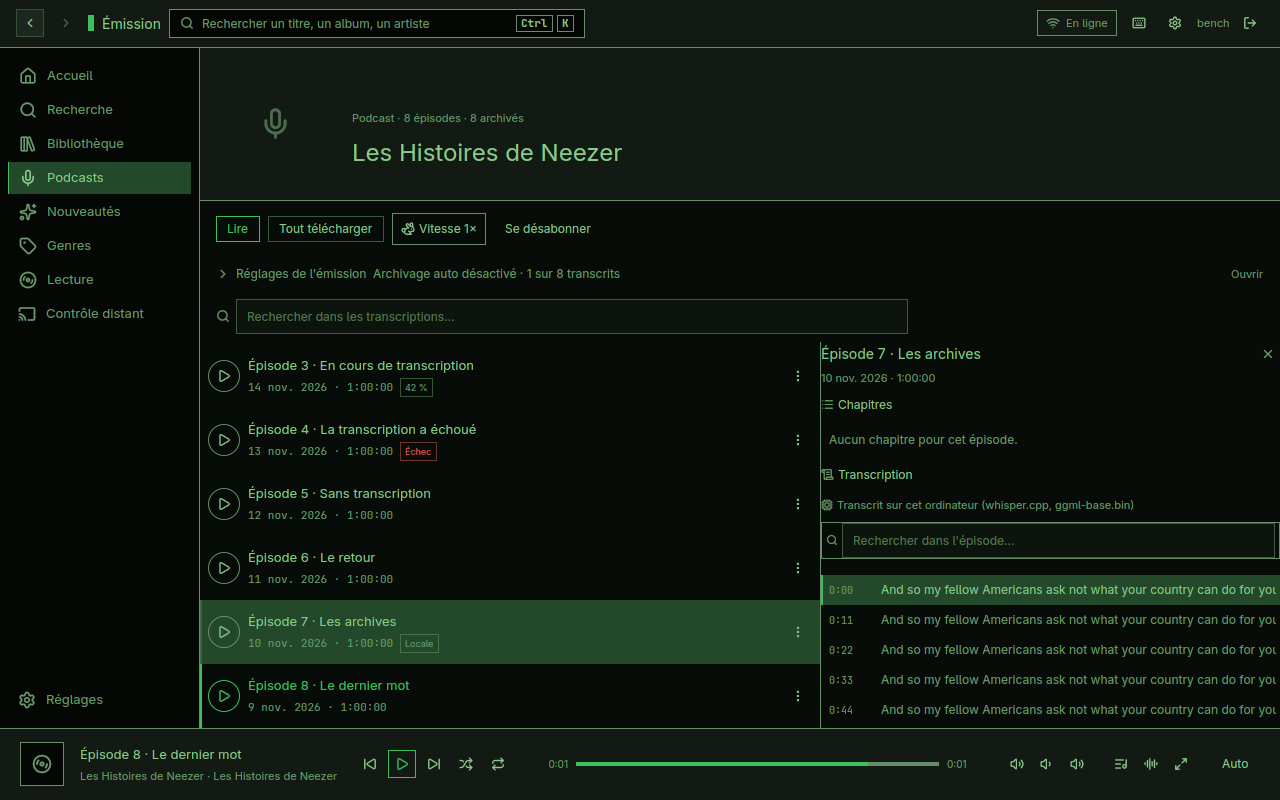 Émission
Rechercher un titre, un album, un artiste
Ctrl K
En ligne
bench
Accueil
Recherche
Bibliothèque
Podcasts
Nouveautés
Genres
Lecture
Contrôle distant
Réglages
Podcast · 8 épisodes · 8 archivés
Les Histoires de Neezer
Lire
Tout télécharger
Vitesse 1×
Se désabonner
Réglages de l'émission Archivage auto désactivé · 1 sur 8 transcrits
Ouvrir
Rechercher dans les transcriptions...
Épisode 3 · En cours de transcription
14 nov. 2026 · 1:00:00 42 %
Épisode 4 · La transcription a échoué
13 nov. 2026 · 1:00:00 Échec
Épisode 5 · Sans transcription
12 nov. 2026 · 1:00:00
Épisode 6 · Le retour
11 nov. 2026 · 1:00:00
Épisode 7 · Les archives
10 nov. 2026 · 1:00:00 Locale
Épisode 8 · Le dernier mot
9 nov. 2026 · 1:00:00
Épisode 7 · Les archives
10 nov. 2026 · 1:00:00
Chapitres
Aucun chapitre pour cet épisode.
Transcription
Transcrit sur cet ordinateur (whisper.cpp, ggml-base.bin)
Rechercher dans l'épisode...
0:00 And so my fellow Americans ask not what your country can do for you
0:11 And so my fellow Americans ask not what your country can do for you
0:22 And so my fellow Americans ask not what your country can do for you
0:33 And so my fellow Americans ask not what your country can do for you
0:44 And so my fellow Americans ask not what your country can do for you
Épisode 8 · Le dernier mot
Les Histoires de Neezer · Les Histoires de Neezer
0:01
0:01
Auto